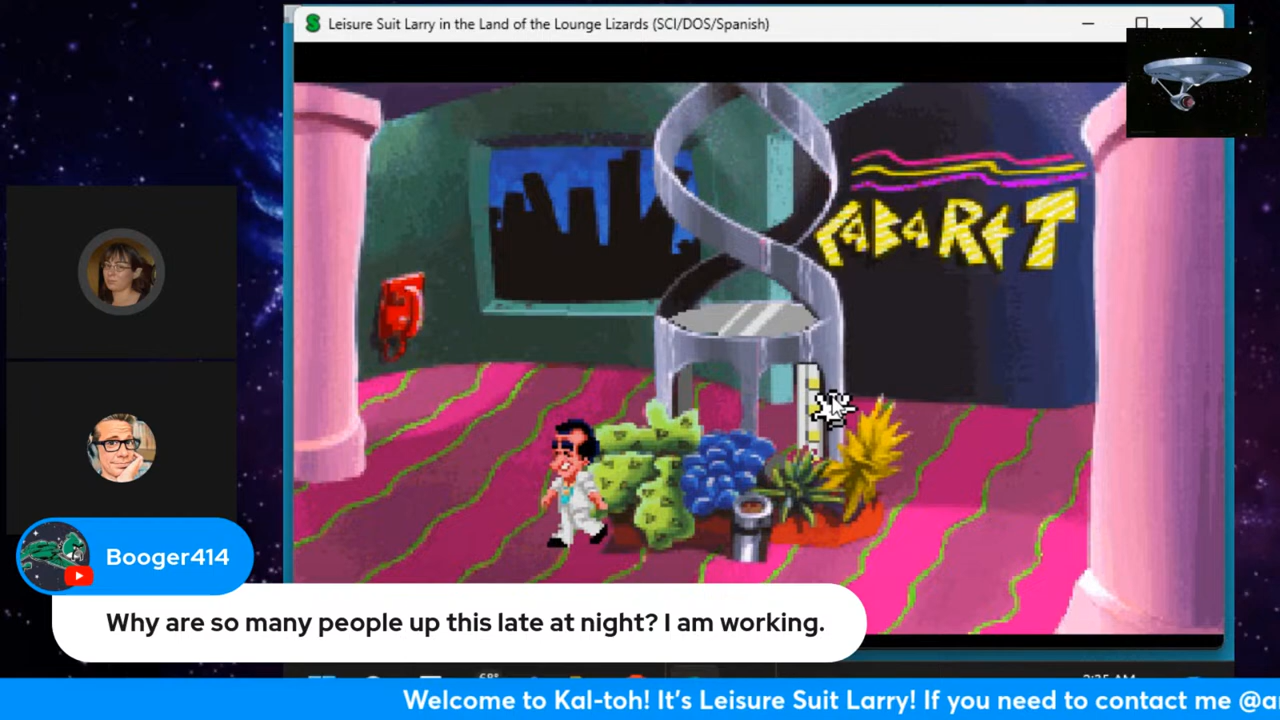 Leisure Suit Larry in the Land of the Lounge Lizards (SCI/DOS/Spanish)
CABARET
Booger414
Why are so many people up this late at night? I am working.
Welcome to Kal-toh! It's Leisure Suit Larry! If you need to contact me @a